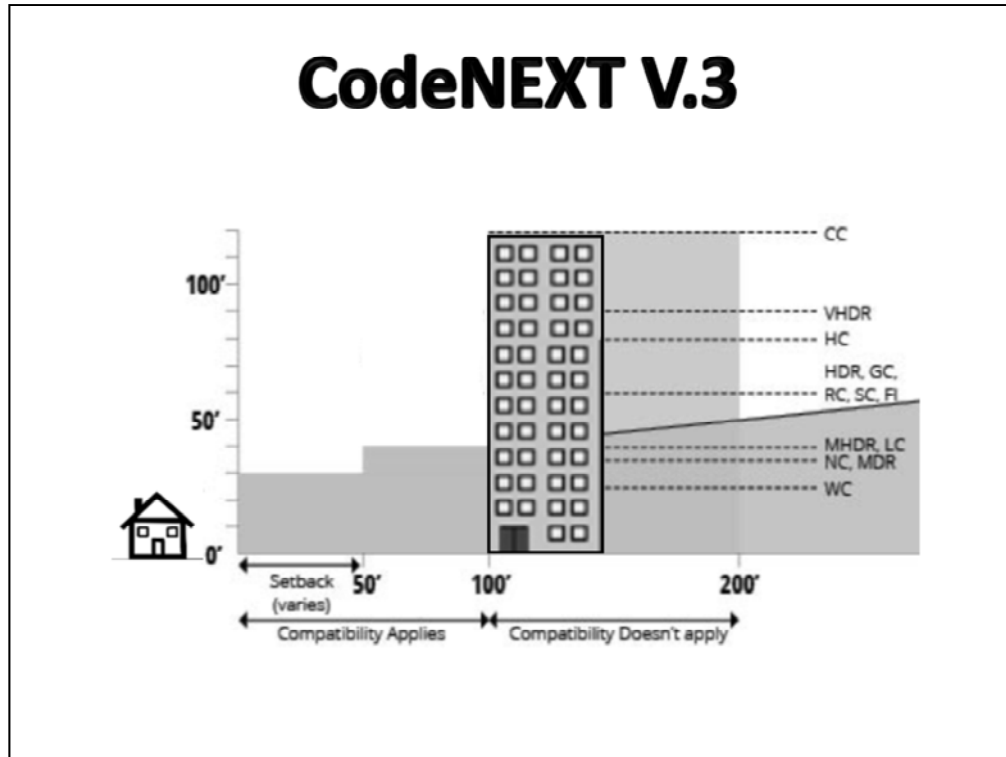 CodeNEXT V.3
CC
100'
VHDR
HC
HDR, GC,
RC, SC, FI
50'
MHDR, LC
NC, MDR
WC
0'
Setback
(varies)
50'
100'
200'
Compatibility Applies
Compatibility Doesn't apply